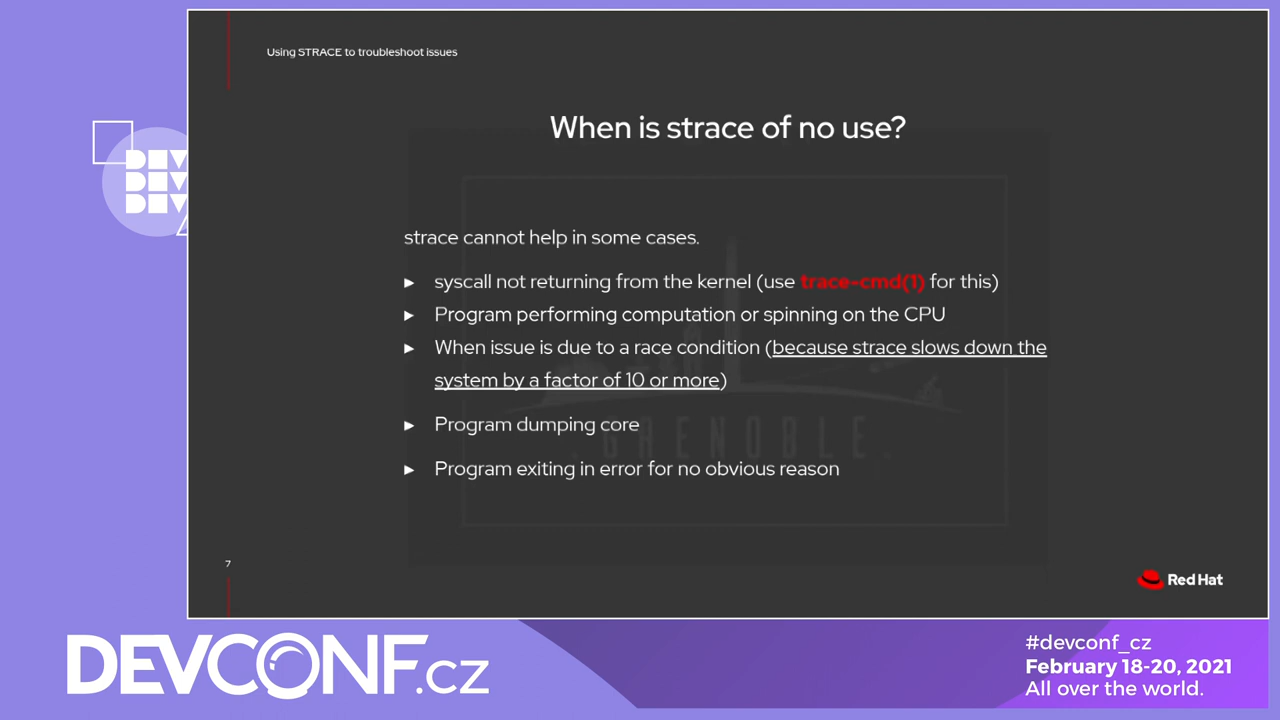 Using STRACE to troubleshoot issues
When is strace of no use?
strace cannot help in some cases.
► syscall not returning from the kernel (use trace-cmd(1) for this)
► Program performing computation or spinning on the CPU
► When issue is due to a race condition (because strace slows down the
system by a factor of 10 or more)
► Program dumping core
► Program exiting in error for no obvious reason
. GRENOBLE .
7
Red Hat
DEV
DEV
DEV
DEVCONF.cz
#devconf_cz
February 18-20, 2021
All over the world.